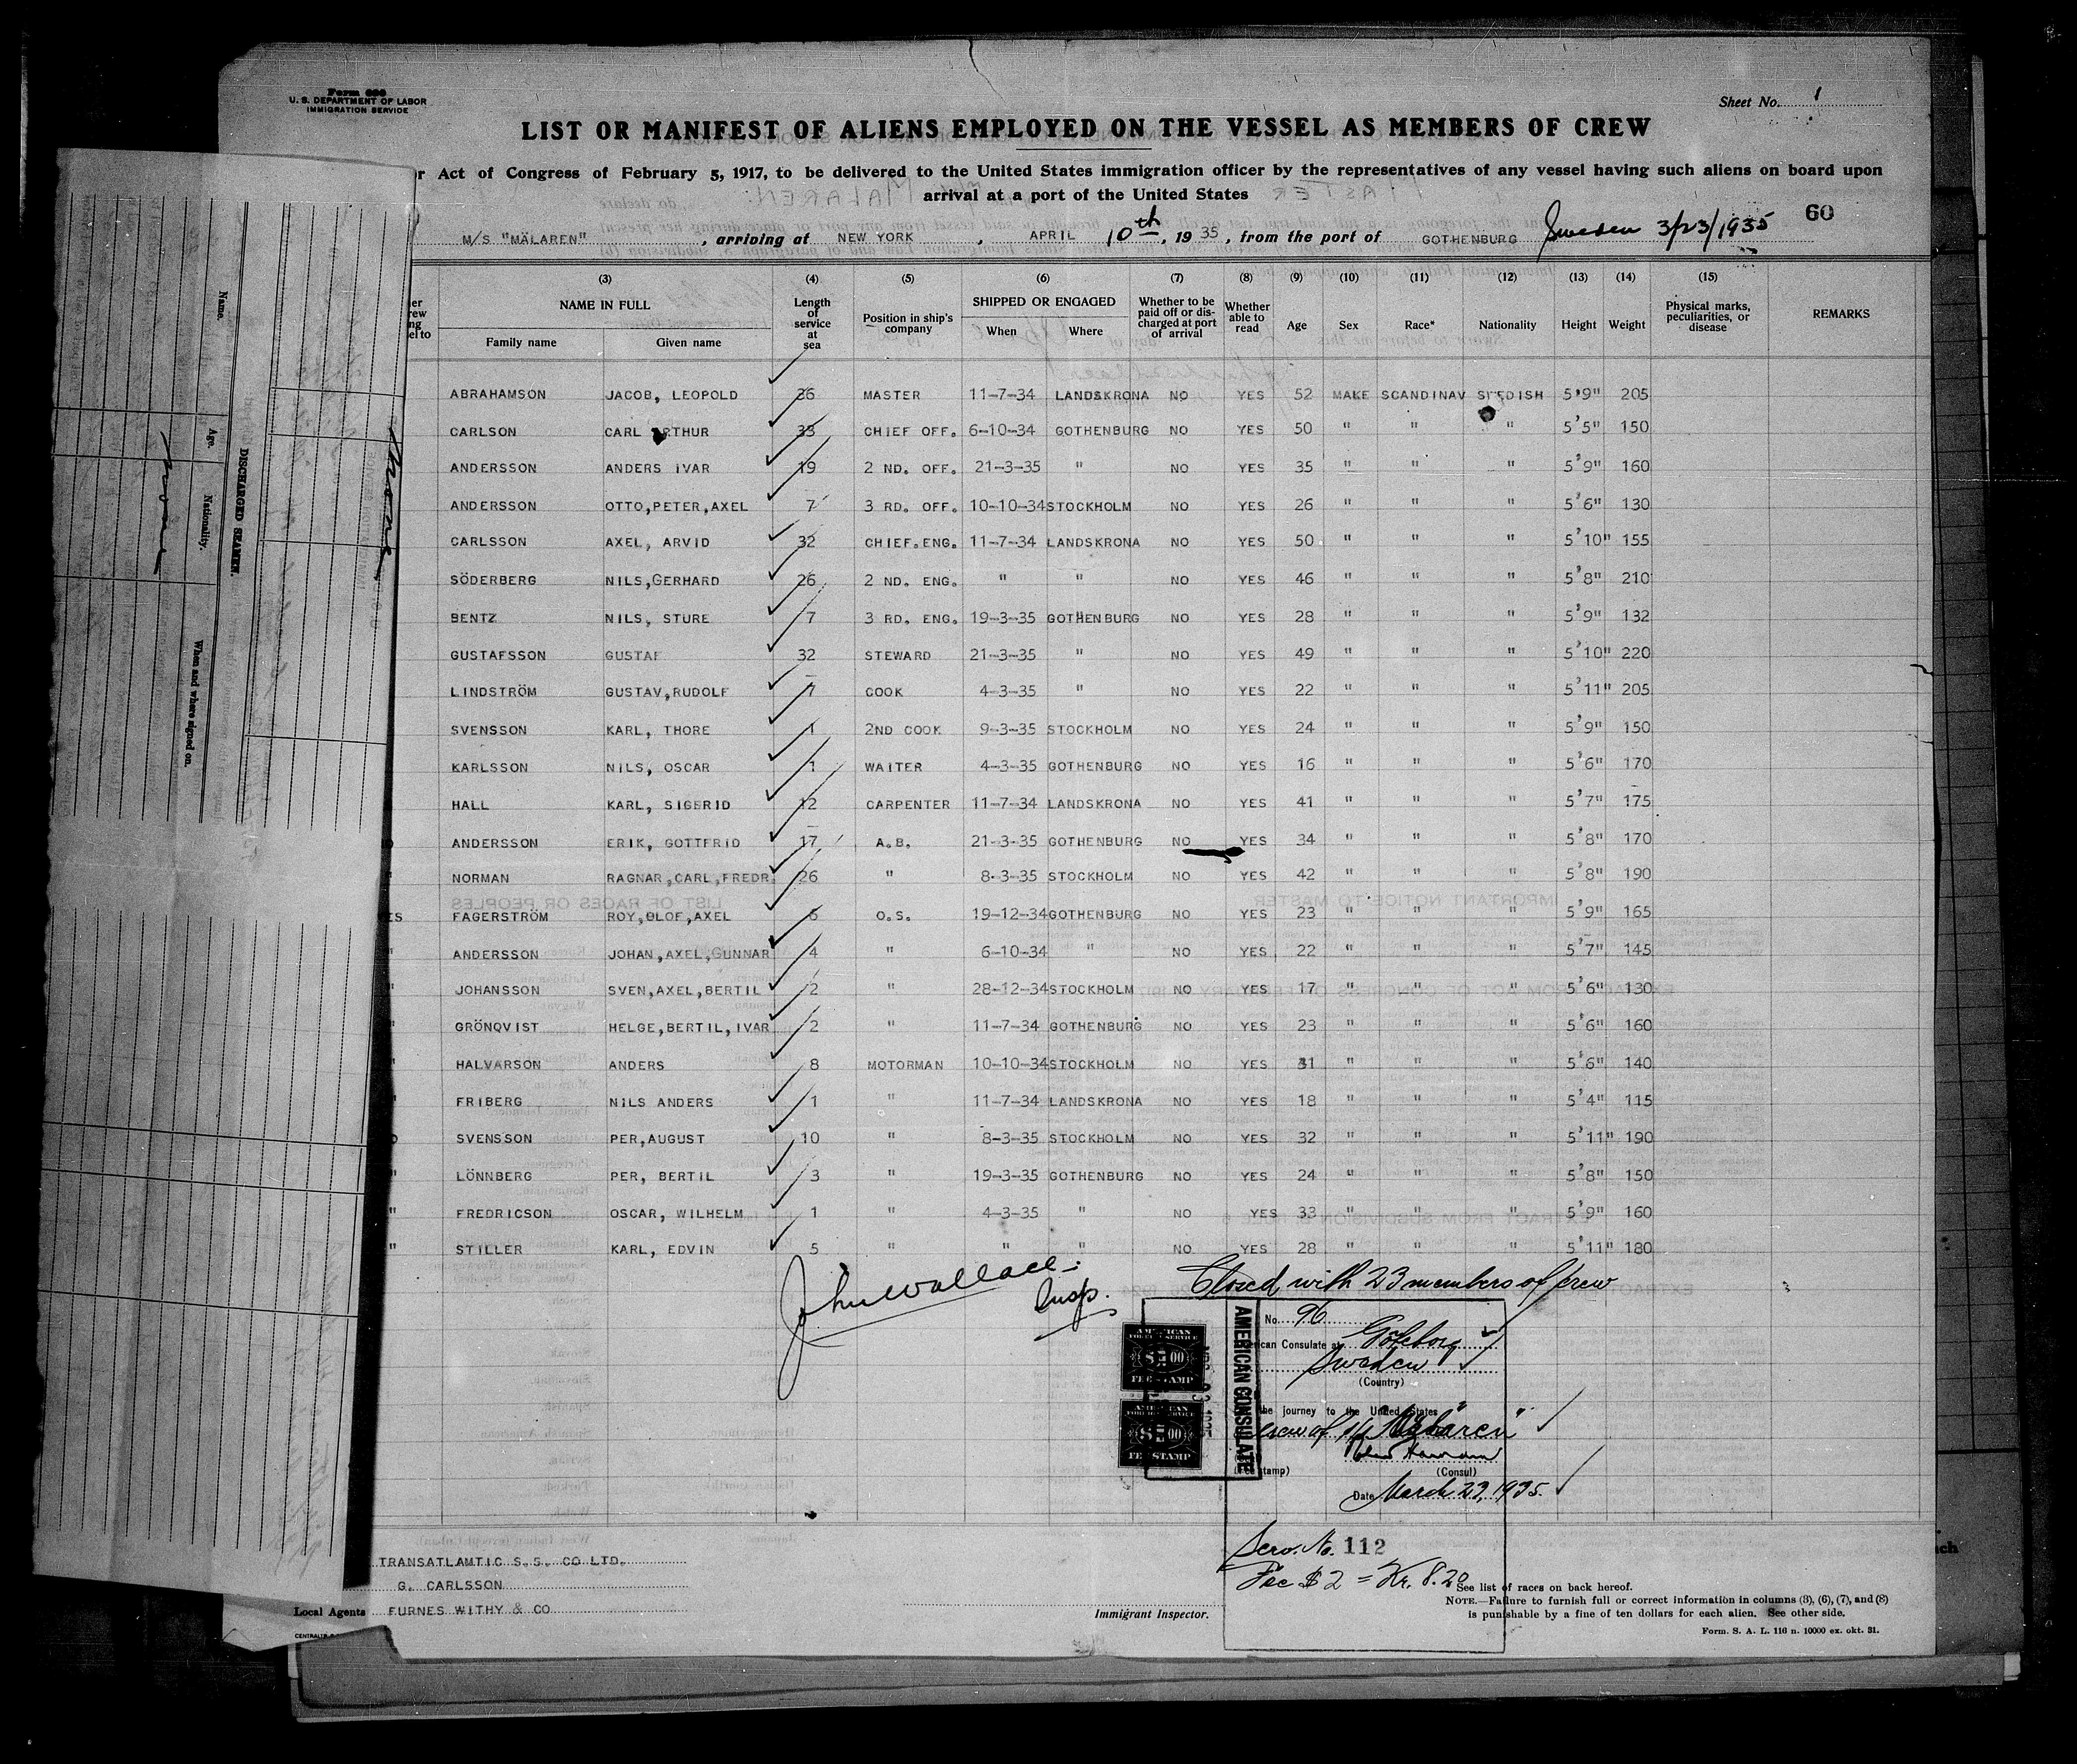 Form 680
U. S. DEPARTMENT OF LABOR
IMMIGRATION SERVICE
Sheet No. 1
LIST OR MANIFEST OF ALIENS EMPLOYED ON THE VESSEL AS MEMBERS OF CREW
Act of Congress of February 5, 1917, to be delivered to the United States immigration officer by the representatives of any vessel having such aliens on board upon
arrival at a port of the United States
60
M/S "MÄLAREN", arriving at NEW YORK, APRIL 10th, 19 35, from the port of GOTHENBURG Sweden 3/23/1935
(3) (4) (5) (6) (7) (8) (9) (10) (11) (12) (13) (14) (15)
NAME IN FULL Family name Given name Length of service at sea Position in ship's company SHIPPED OR ENGAGED When Where Whether to be paid off or discharged at port of arrival Whether able to read Age Sex Race* Nationality Height Weight Physical marks, peculiarities, or disease REMARKS
ABRAHAMSON JACOB, LEOPOLD 36 MASTER 11-7-34 LANDSKRONA NO YES 52 MAKE SCANDINAV SWEDISH 5'9" 205
CARLSON CARL ARTHUR 33 CHIEF OFF. 6-10-34 GOTHENBURG NO YES 50 " " " 5'5" 150
ANDERSSON ANDERS IVAR 19 2 ND. OFF. 21-3-35 " NO YES 35 " " " 5'9" 160
ANDERSSON OTTO,PETER,AXEL 7 3 RD. OFF. 10-10-34 STOCKHOLM NO YES 26 " " " 5'6" 130
CARLSSON AXEL, ARVID 32 CHIEF.ENG. 11-7-34 LANDSKRONA NO YES 50 " " " 5'10" 155
SÖDERBERG NILS,GERHARD 26 2 ND. ENG. " " NO YES 46 " " " 5'8" 210
BENTZ NILS, STURE 7 3 RD. ENG. 19-3-35 GOTHENBURG NO YES 28 " " " 5'9" 132
GUSTAFSSON GUSTAF 32 STEWARD 21-3-35 " NO YES 49 " " " 5'10" 220
LINDSTRÖM GUSTAV,RUDOLF 7 COOK 4-3-35 " NO YES 22 " " " 5'11" 205
SVENSSON KARL, THORE 1 2ND COOK 9-3-35 STOCKHOLM NO YES 24 " " " 5'9" 150
KARLSSON NILS, OSCAR 1 WAITER 4-3-35 GOTHENBURG NO YES 16 " " " 5'6" 170
HALL KARL, SIGFRID 12 CARPENTER 11-7-34 LANDSKRONA NO YES 41 " " " 5'7" 175
ANDERSSON ERIK, GOTTFRID 17 A.B. 21-3-35 GOTHENBURG NO YES 34 " " " 5'8" 170
NORMAN RAGNAR,CARL,FREDR. 26 " 8-3-35 STOCKHOLM NO YES 42 " " " 5'8" 190
FAGERSTRÖM ROY,OLOF,AXEL 6 O.S. 19-12-34 GOTHENBURG NO YES 23 " " " 5'9" 165
" ANDERSSON JOHAN,AXEL,GUNNAR 4 " 6-10-34 " NO YES 22 " " " 5'7" 145
" JOHANSSON SVEN,AXEL,BERTIL 2 " 28-12-34 STOCKHOLM NO YES 17 " " " 5'6" 130
" GRÖNQVIST HELGE,BERTIL,IVAR 2 " 11-7-34 GOTHENBURG NO YES 23 " " " 5'6" 160
" HALVARSON ANDERS 8 MOTORMAN 10-10-34 STOCKHOLM NO YES 31 " " " 5'6" 140
" FRIBERG NILS ANDERS 1 " 11-7-34 LANDSKRONA NO YES 18 " " " 5'4" 115
SVENSSON PER,AUGUST 10 " 8-3-35 STOCKHOLM NO YES 32 " " " 5'11" 190
" LÖNNBERG PER, BERTIL 3 " 19-3-35 GOTHENBURG NO YES 24 " " " 5'8" 150
" FREDRICSON OSCAR, WILHELM 1 " 4-3-35 " NO YES 33 " " " 5'9" 160
" STILLER KARL, EDVIN 5 " " " NO YES 28 " " " 5'11" 180
John Wallace
Insp.
Closed with 23 members of crew
No. 96
American Consulate at Göteborg
Sweden
(Country)
the journey to the United States
crew of "Mälaren"
(Consul)
Date March 23, 1935.
AMERICAN CONSULATE
AMERICAN FOREIGN SERVICE $1.00 FEE STAMP
AMERICAN FOREIGN SERVICE $1.00 FEE STAMP
Serv. No. 112
Fee $ 2 = Kr. 8.20
TRANSATLANTIC S.S. CO LTD.
G. CARLSSON
Local Agents FURNES WITHY & CO
Immigrant Inspector.
See list of races on back hereof.
NOTE.—Failure to furnish full or correct information in columns (3), (6), (7), and (8)
is punishable by a fine of ten dollars for each alien. See other side.
Form. S. A. L. 116 n. 10000 ex. okt. 31.
DISCHARGED SEAMEN.
Name. Age. Nationality. When and where signed on.
None